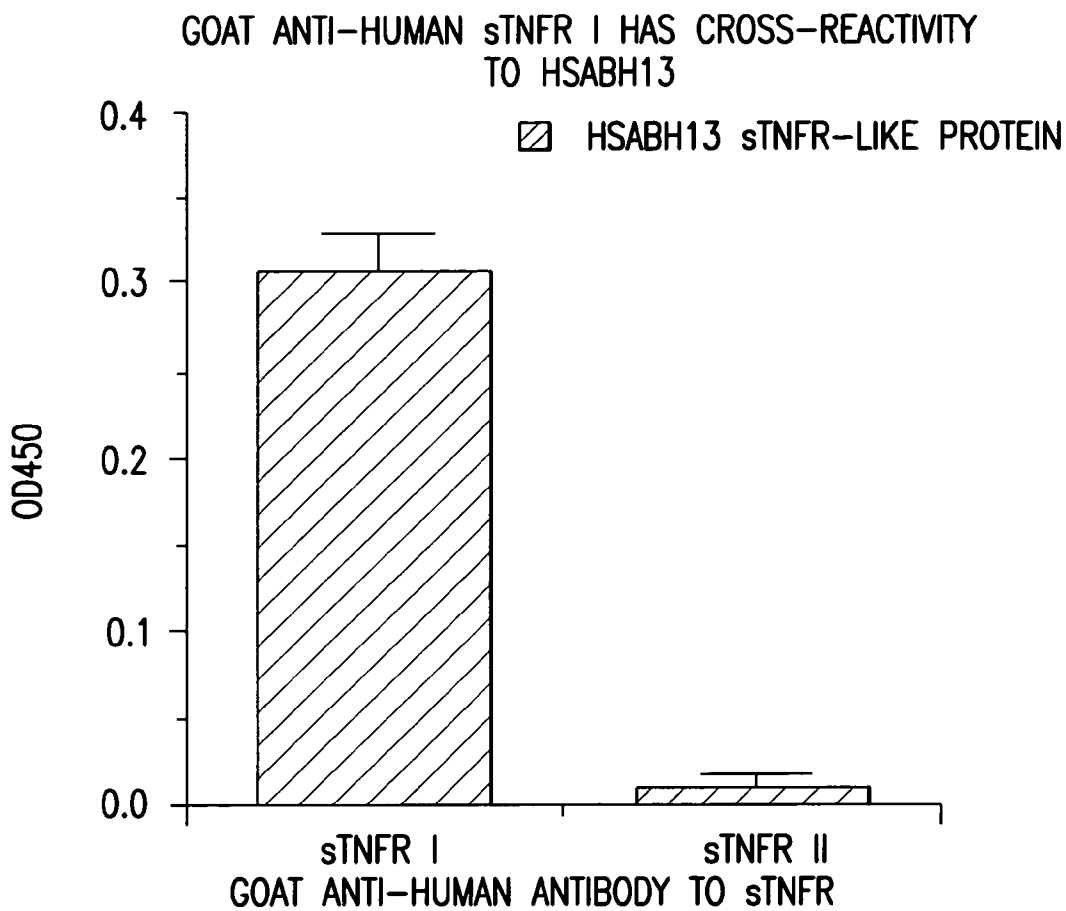 GOAT ANTI-HUMAN sTNFR I HAS CROSS-REACTIVITY
TO HSABH13
HSABH13 sTNFR-LIKE PROTEIN
0.4
0.3
0.2
0.1
0.0
OD450
sTNFR I
sTNFR II
GOAT ANTI-HUMAN ANTIBODY TO sTNFR